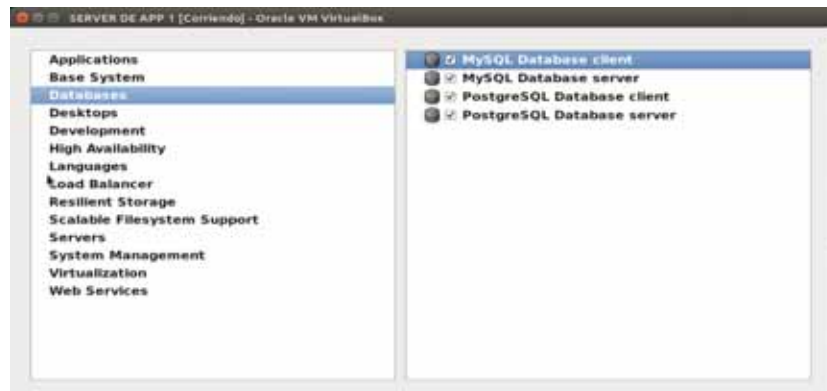 SERVER DE APP 1 [Corriendo] - Oracle VM VirtualBox
Applications
Base System
Databases
Desktops
Development
High Availability
Languages
Load Balancer
Resilient Storage
Scalable Filesystem Support
Servers
System Management
Virtualization
Web Services
MySQL Database client
MySQL Database server
PostgreSQL Database client
PostgreSQL Database server